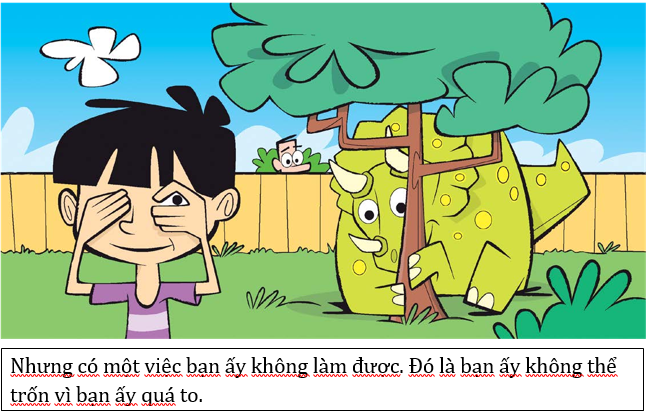 Nhưng có một việc bạn ấy không làm được. Đó là bạn ấy không thể
trốn vì bạn ấy quá to.